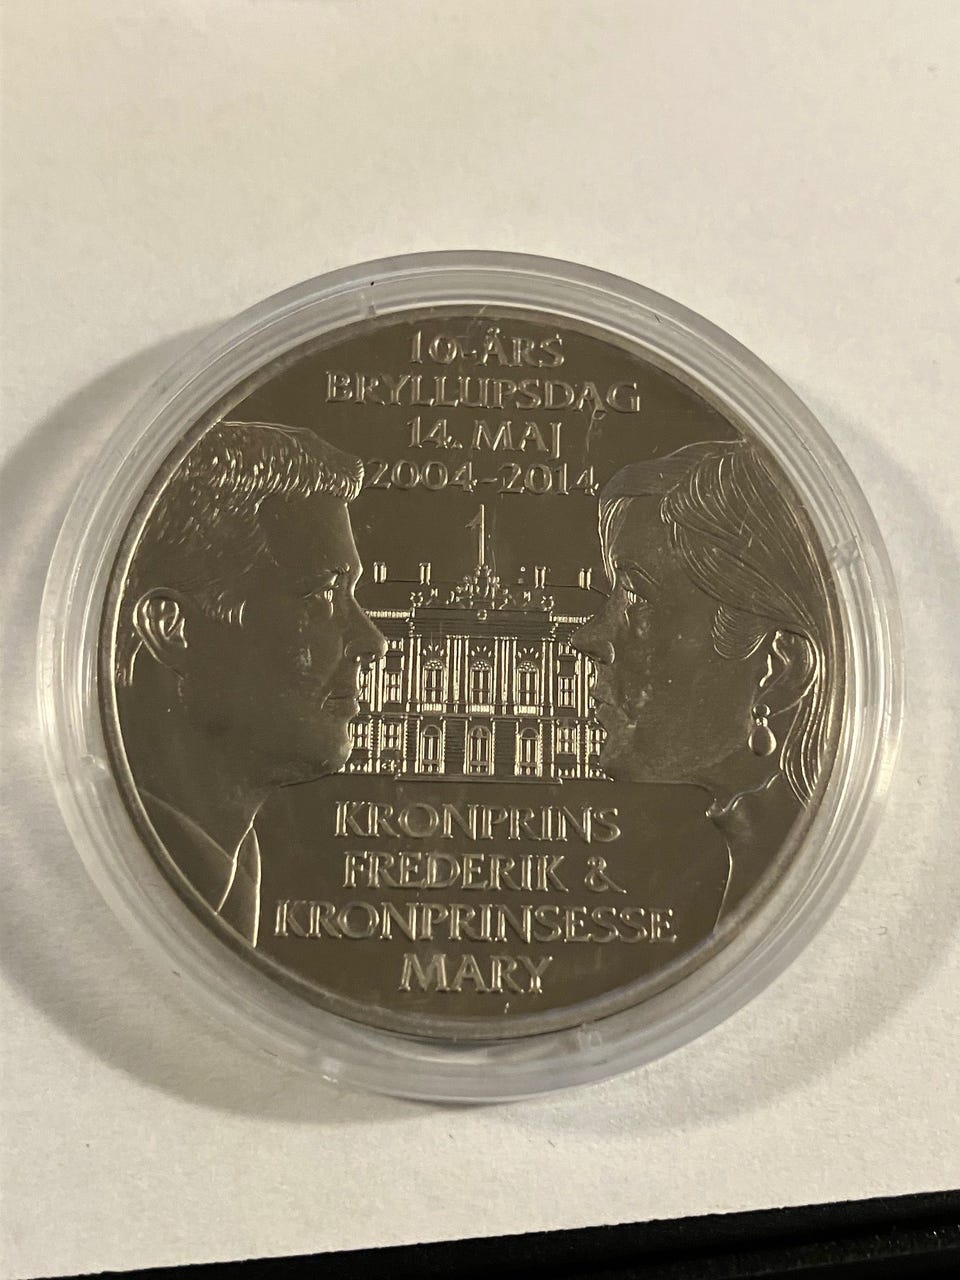 10-ÅRS
BRYLLUPSDAG
14. MAJ
2004-2014
KRONPRINS
FREDERIK &
KRONPRINSESSE
MARY